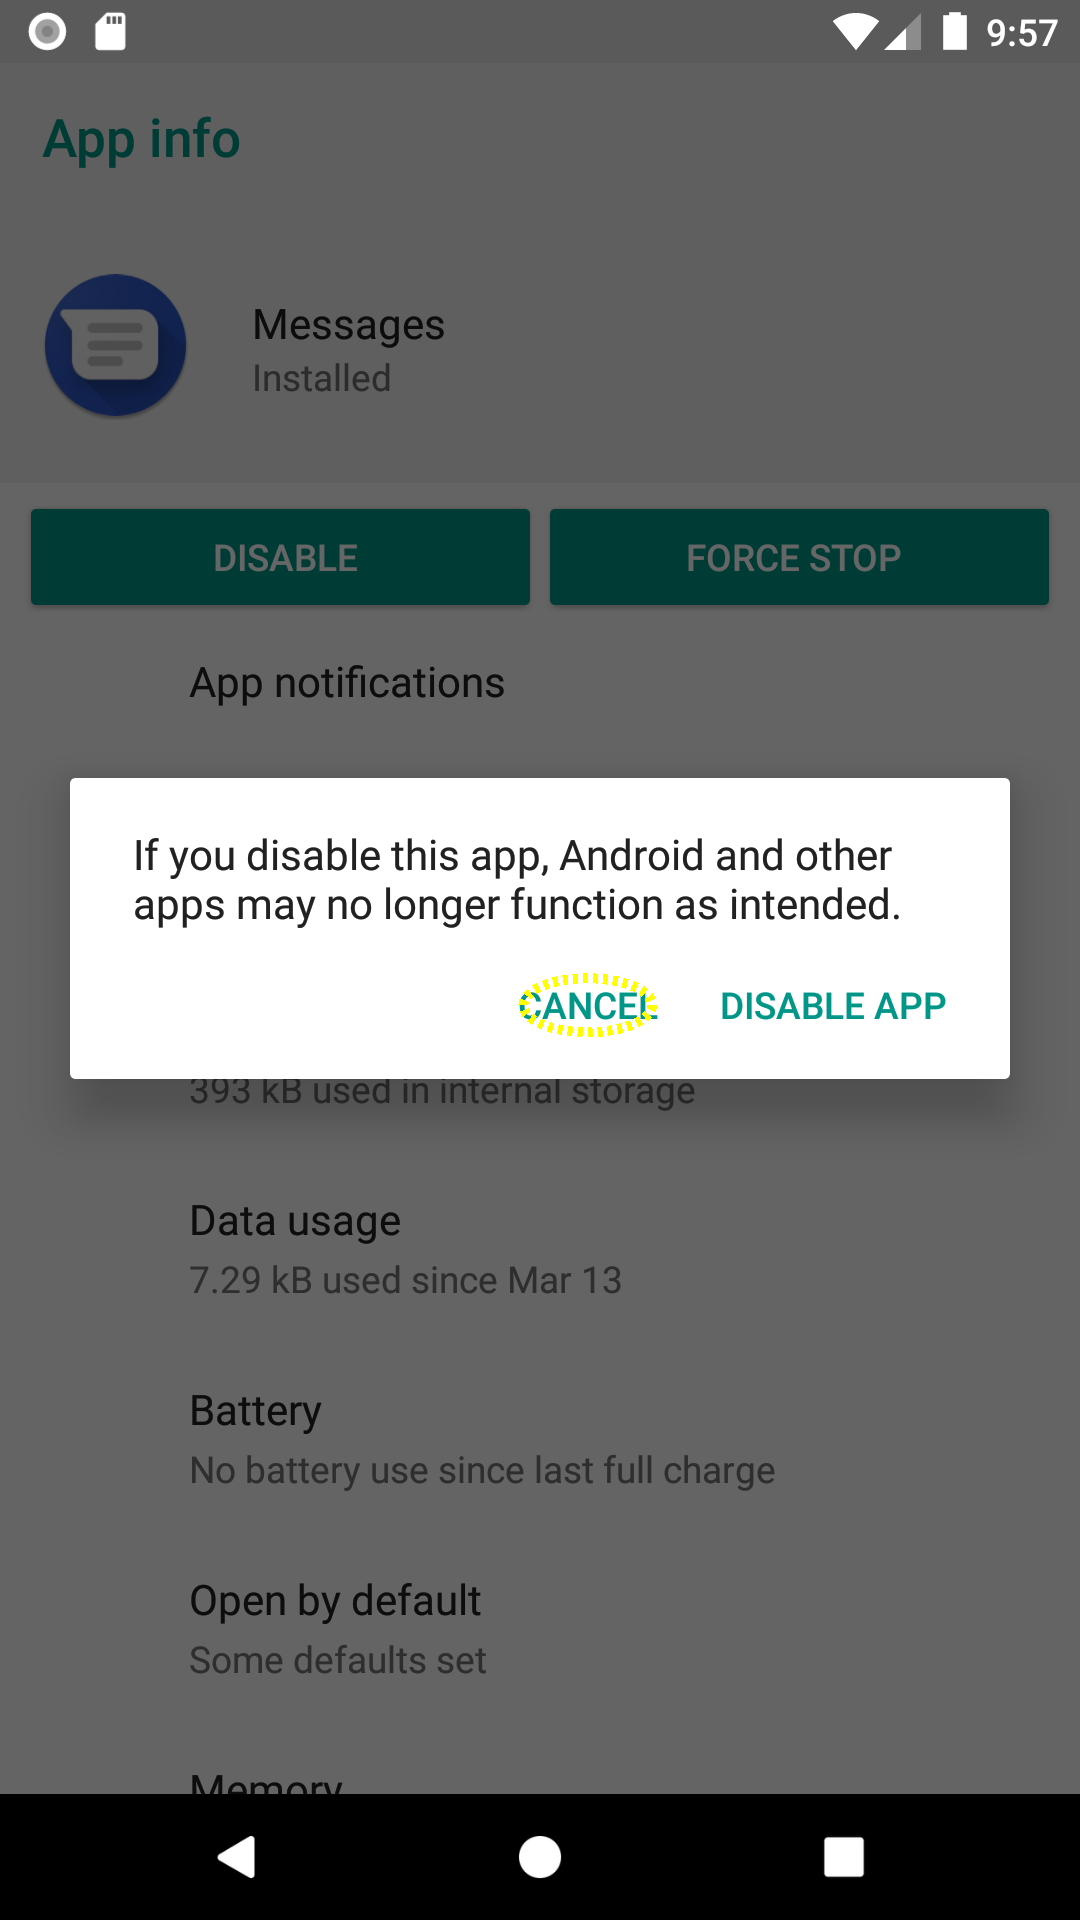 9:57
App info
Messages
Installed
DISABLE
FORCE STOP
App notifications
If you disable this app, Android and other
apps may no longer function as intended.
CANCEL
DISABLE APP
393 kB used in internal storage
Data usage
7.29 kB used since Mar 13
Battery
No battery use since last full charge
Open by default
Some defaults set
Memory